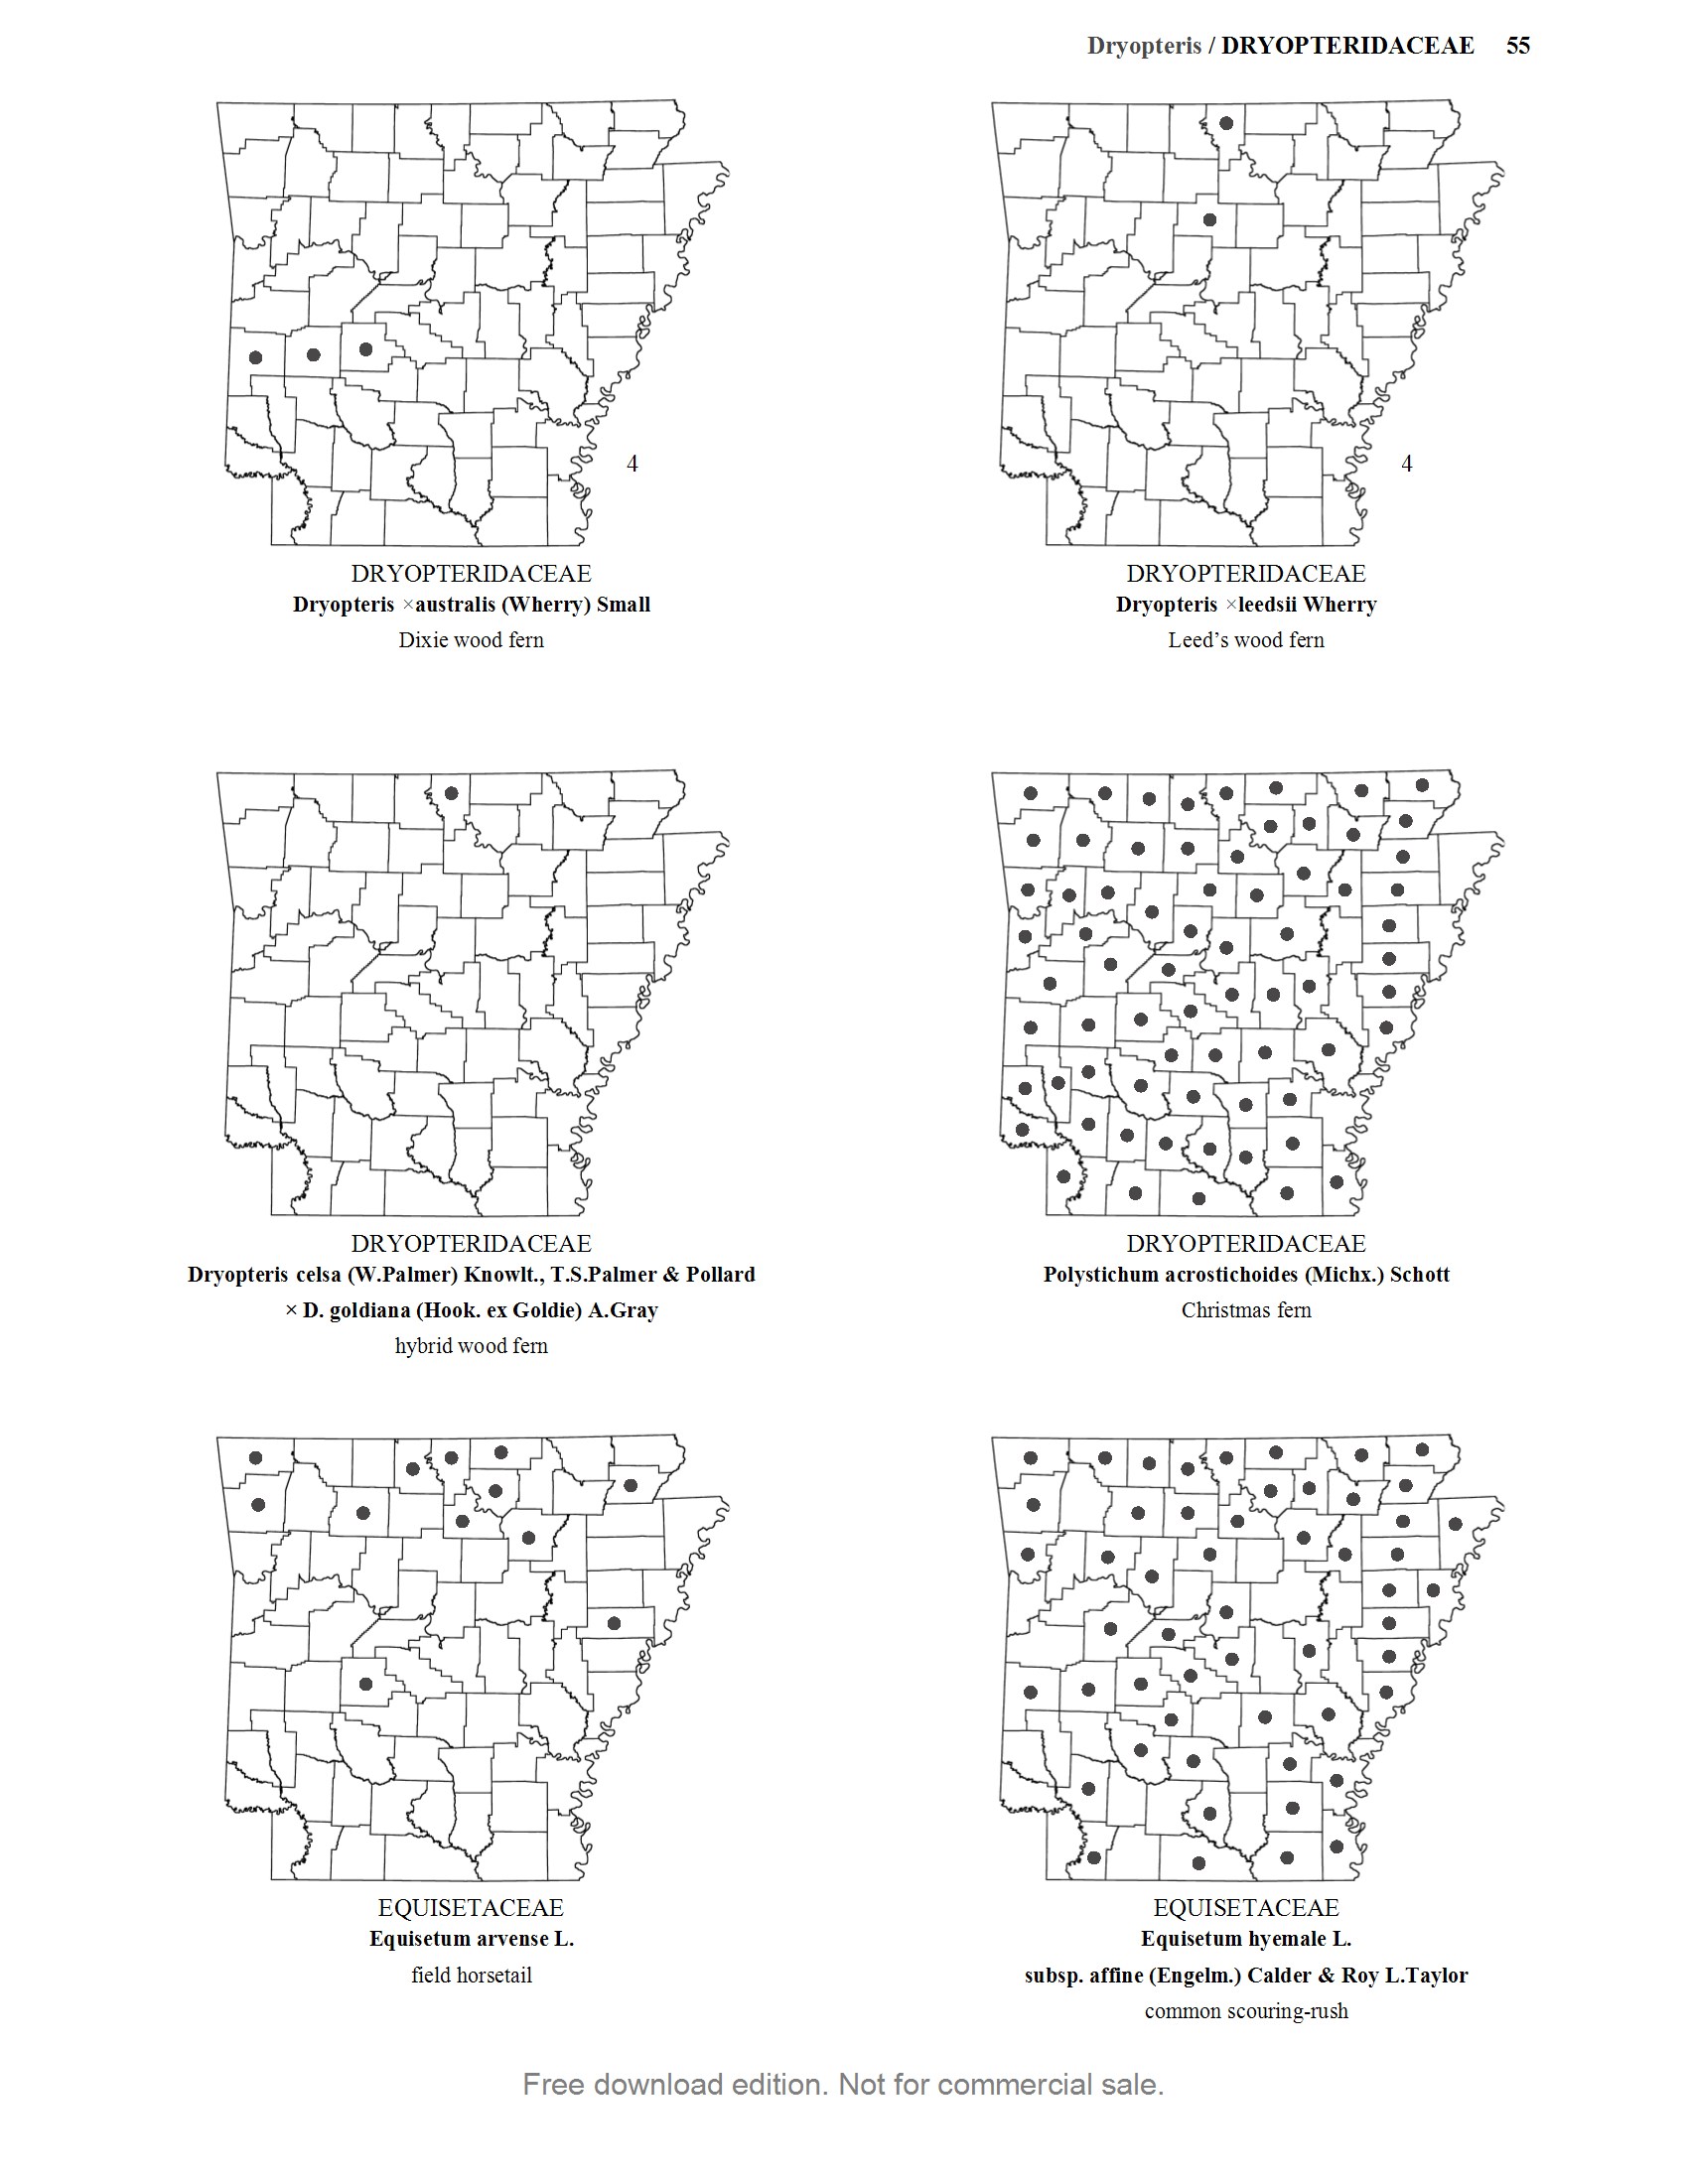 Dryopteris / DRYOPTERIDACEAE 55
4
DRYOPTERIDACEAE
Dryopteris ×australis (Wherry) Small
Dixie wood fern
4
DRYOPTERIDACEAE
Dryopteris ×leedsii Wherry
Leed’s wood fern
DRYOPTERIDACEAE
Dryopteris celsa (W.Palmer) Knowlt., T.S.Palmer & Pollard
× D. goldiana (Hook. ex Goldie) A.Gray
hybrid wood fern
DRYOPTERIDACEAE
Polystichum acrostichoides (Michx.) Schott
Christmas fern
EQUISETACEAE
Equisetum arvense L.
field horsetail
EQUISETACEAE
Equisetum hyemale L.
subsp. affine (Engelm.) Calder & Roy L.Taylor
common scouring-rush
Free download edition. Not for commercial sale.